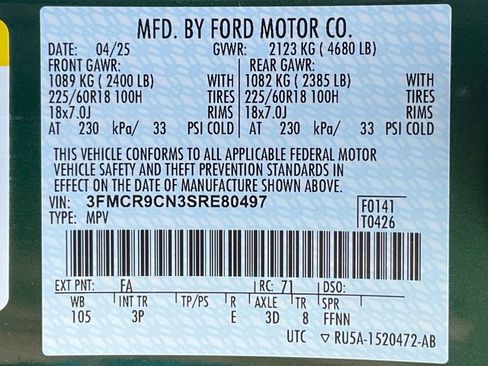 MFD. BY FORD MOTOR CO.
DATE: 04/25 GVWR: 2123 KG ( 4680 LB)
FRONT GAWR: REAR GAWR:
1089 KG ( 2400 LB) WITH 1082 KG ( 2385 LB) WITH
225/60R18 100H TIRES 225/60R18 100H TIRES
18x7.0J RIMS 18x7.0J RIMS
AT 230 kPa/ 33 PSI COLD AT 230 kPa/ 33 PSI COLD
THIS VEHICLE CONFORMS TO ALL APPLICABLE FEDERAL MOTOR
VEHICLE SAFETY AND THEFT PREVENTION STANDARDS IN
EFFECT ON THE DATE OF MANUFACTURE SHOWN ABOVE.
VIN: 3FMCR9CN3SRE80497 F0141
TYPE: MPV T0426
EXT PNT: FA RC: 71 DSO:
WB INT TR TP/PS R AXLE TR SPR
105 3P E 3D 8 FFNN
UTC ▽ RU5A-1520472-AB